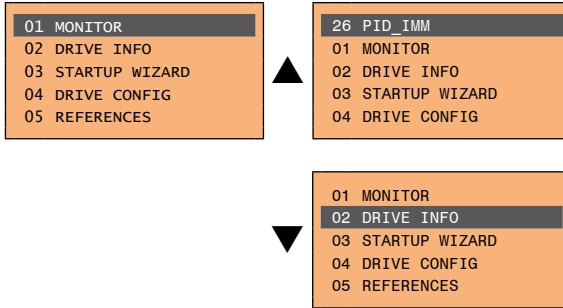 01 MONITOR
02 DRIVE INFO
03 STARTUP WIZARD
04 DRIVE CONFIG
05 REFERENCES
26 PID_IMM
01 MONITOR
02 DRIVE INFO
03 STARTUP WIZARD
04 DRIVE CONFIG
01 MONITOR
02 DRIVE INFO
03 STARTUP WIZARD
04 DRIVE CONFIG
05 REFERENCES